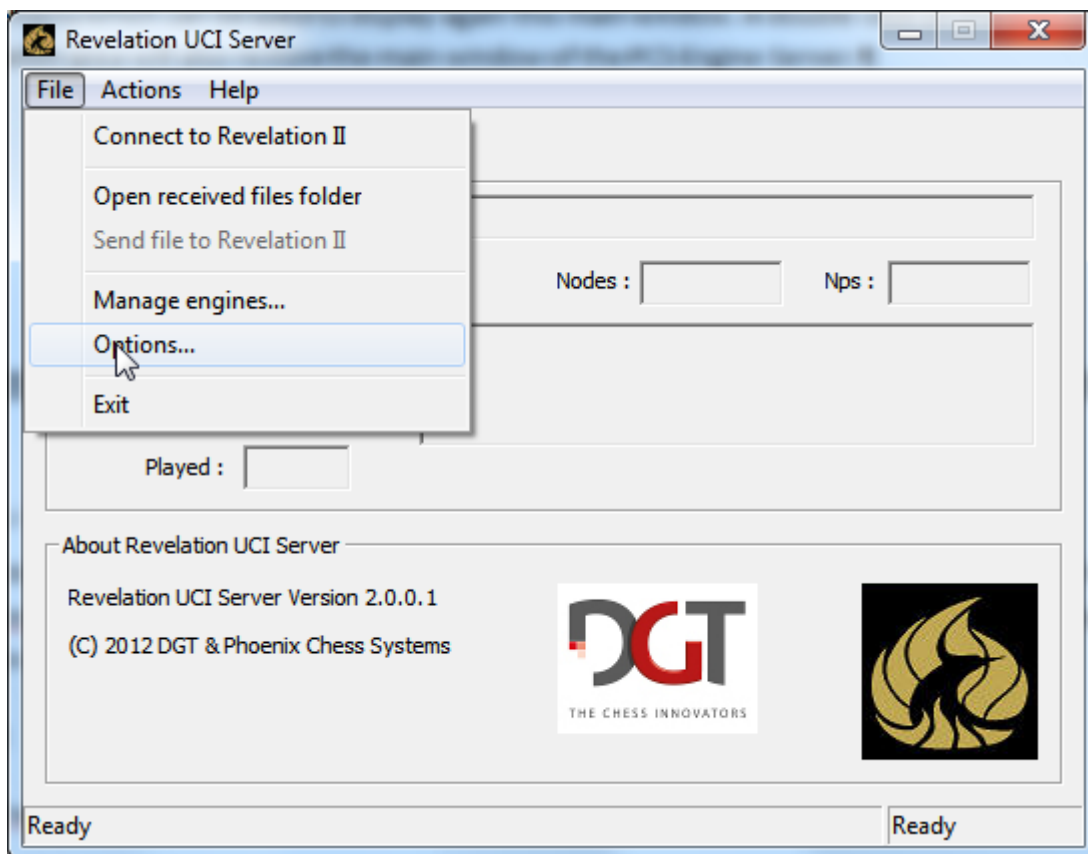 Revelation UCI Server
File Actions Help
Connect to Revelation II
Open received files folder
Send file to Revelation II
Manage engines...
Options...
Exit
Nodes : Nps :
Played :
About Revelation UCI Server
Revelation UCI Server Version 2.0.0.1
(C) 2012 DGT & Phoenix Chess Systems
DGT
THE CHESS INNOVATORS
Ready Ready